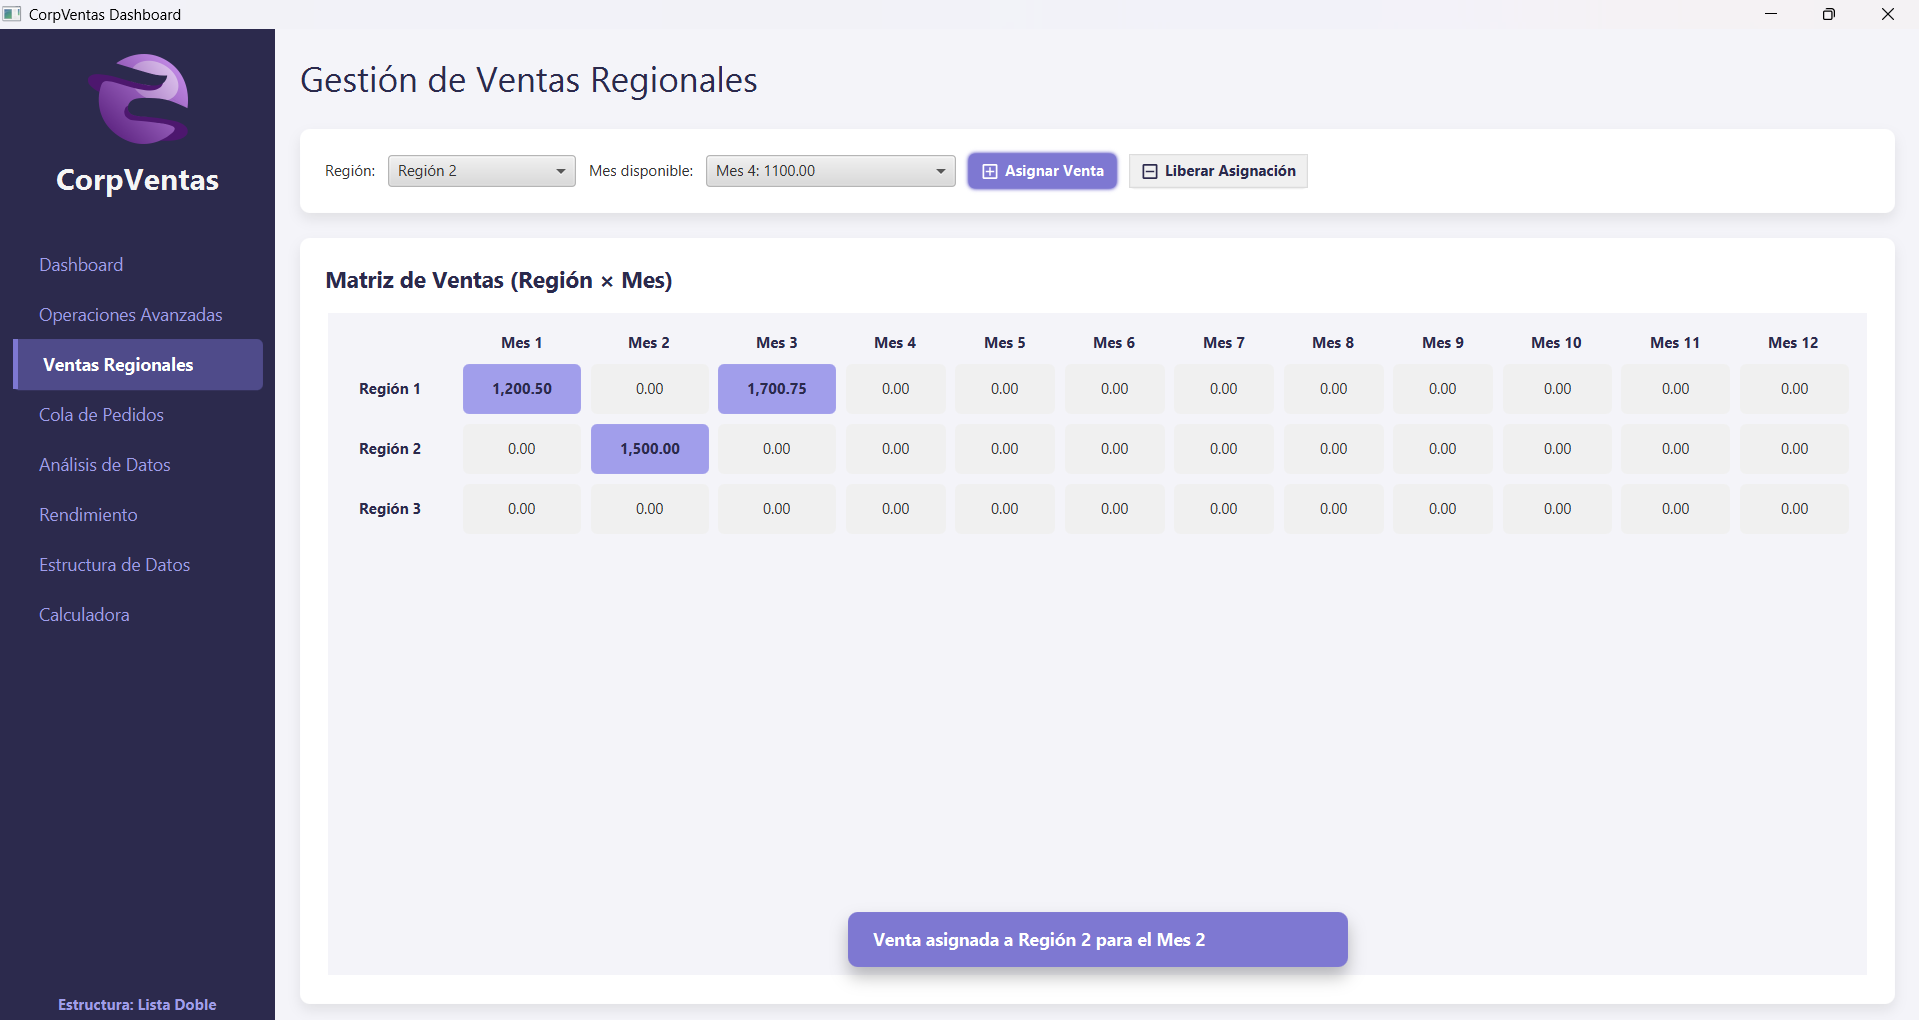 CorpVentas Dashboard
CorpVentas
Dashboard
Operaciones Avanzadas
Ventas Regionales
Cola de Pedidos
Análisis de Datos
Rendimiento
Estructura de Datos
Calculadora
Estructura: Lista Doble
Gestión de Ventas Regionales
Región: Región 2 Mes disponible: Mes 4: 1100.00 Asignar Venta Liberar Asignación
Matriz de Ventas (Región × Mes)
Mes 1 Mes 2 Mes 3 Mes 4 Mes 5 Mes 6 Mes 7 Mes 8 Mes 9 Mes 10 Mes 11 Mes 12
Región 1 1,200.50 0.00 1,700.75 0.00 0.00 0.00 0.00 0.00 0.00 0.00 0.00 0.00
Región 2 0.00 1,500.00 0.00 0.00 0.00 0.00 0.00 0.00 0.00 0.00 0.00 0.00
Región 3 0.00 0.00 0.00 0.00 0.00 0.00 0.00 0.00 0.00 0.00 0.00 0.00
Venta asignada a Región 2 para el Mes 2